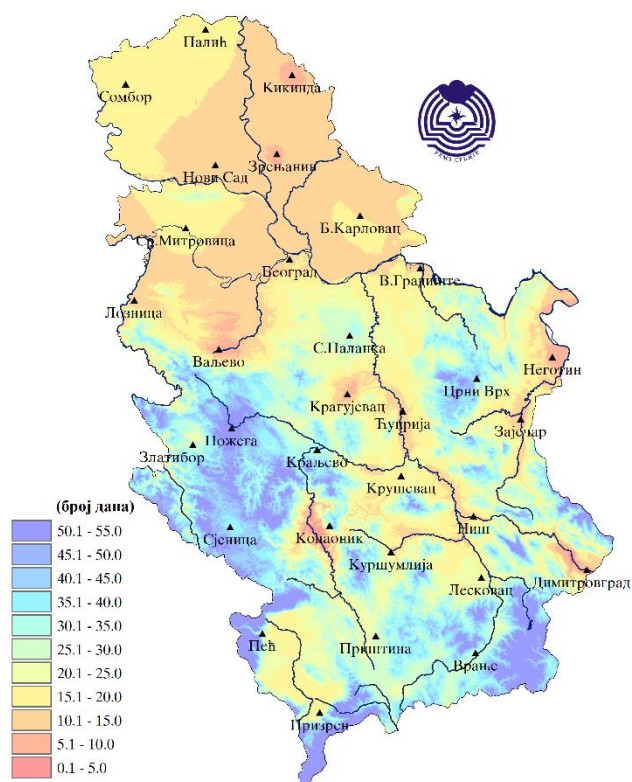 Палић
Кикинда
Сомбор
Зрењанин
Нови Сад
Б.Карловац
Ср.Митровица
Београд
В.Градиште
Лозница
С.Паланка
Ваљево
Неготин
Црни Врх
Крагујевац
Ћуприја
Зајечар
Пожега
Златибор
Краљево
Крушевац
(број дана)
50.1 - 55.0
45.1 - 50.0
40.1 - 45.0
35.1 - 40.0
30.1 - 35.0
25.1 - 30.0
20.1 - 25.0
15.1 - 20.0
10.1 - 15.0
5.1 - 10.0
0.1 - 5.0
Ниш
Копаоник
Сјеница
Куршумлија
Димитровград
Лесковац
Пећ
Приштина
Врање
Призрен